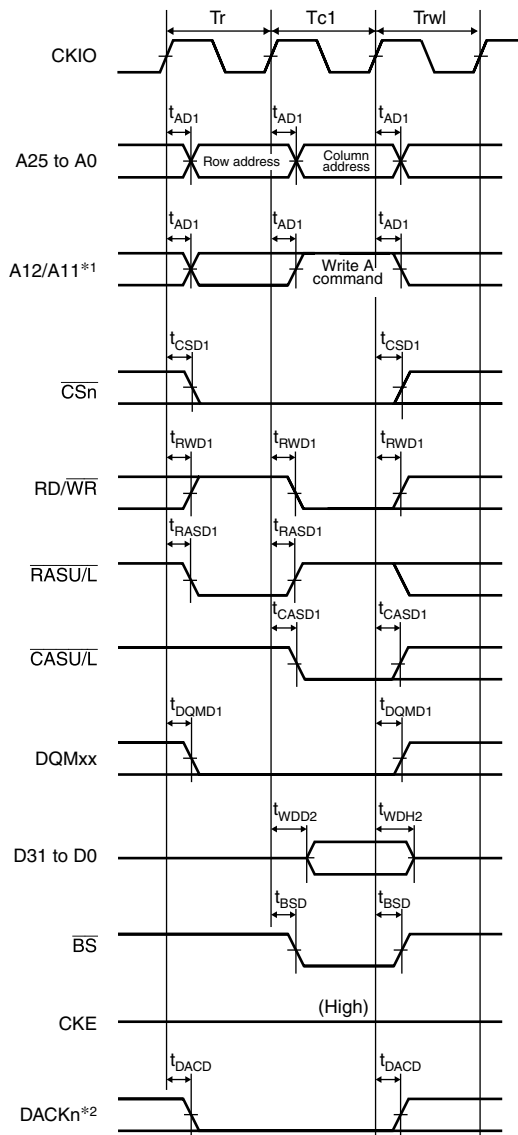 Tr Tc1 Trwl
CKIO
tAD1 tAD1 tAD1
A25 to A0
Row address
Column
address
tAD1 tAD1 tAD1
A12/A11*1
Write A
command
tCSD1 tCSD1
CSn
tRWD1 tRWD1 tRWD1
RD/WR
tRASD1 tRASD1
RASU/L
tCASD1 tCASD1
CASU/L
tDQMD1 tDQMD1
DQMxx
tWDD2 tWDH2
D31 to D0
tBSD tBSD
BS
(High)
CKE
tDACD tDACD
DACKn*2